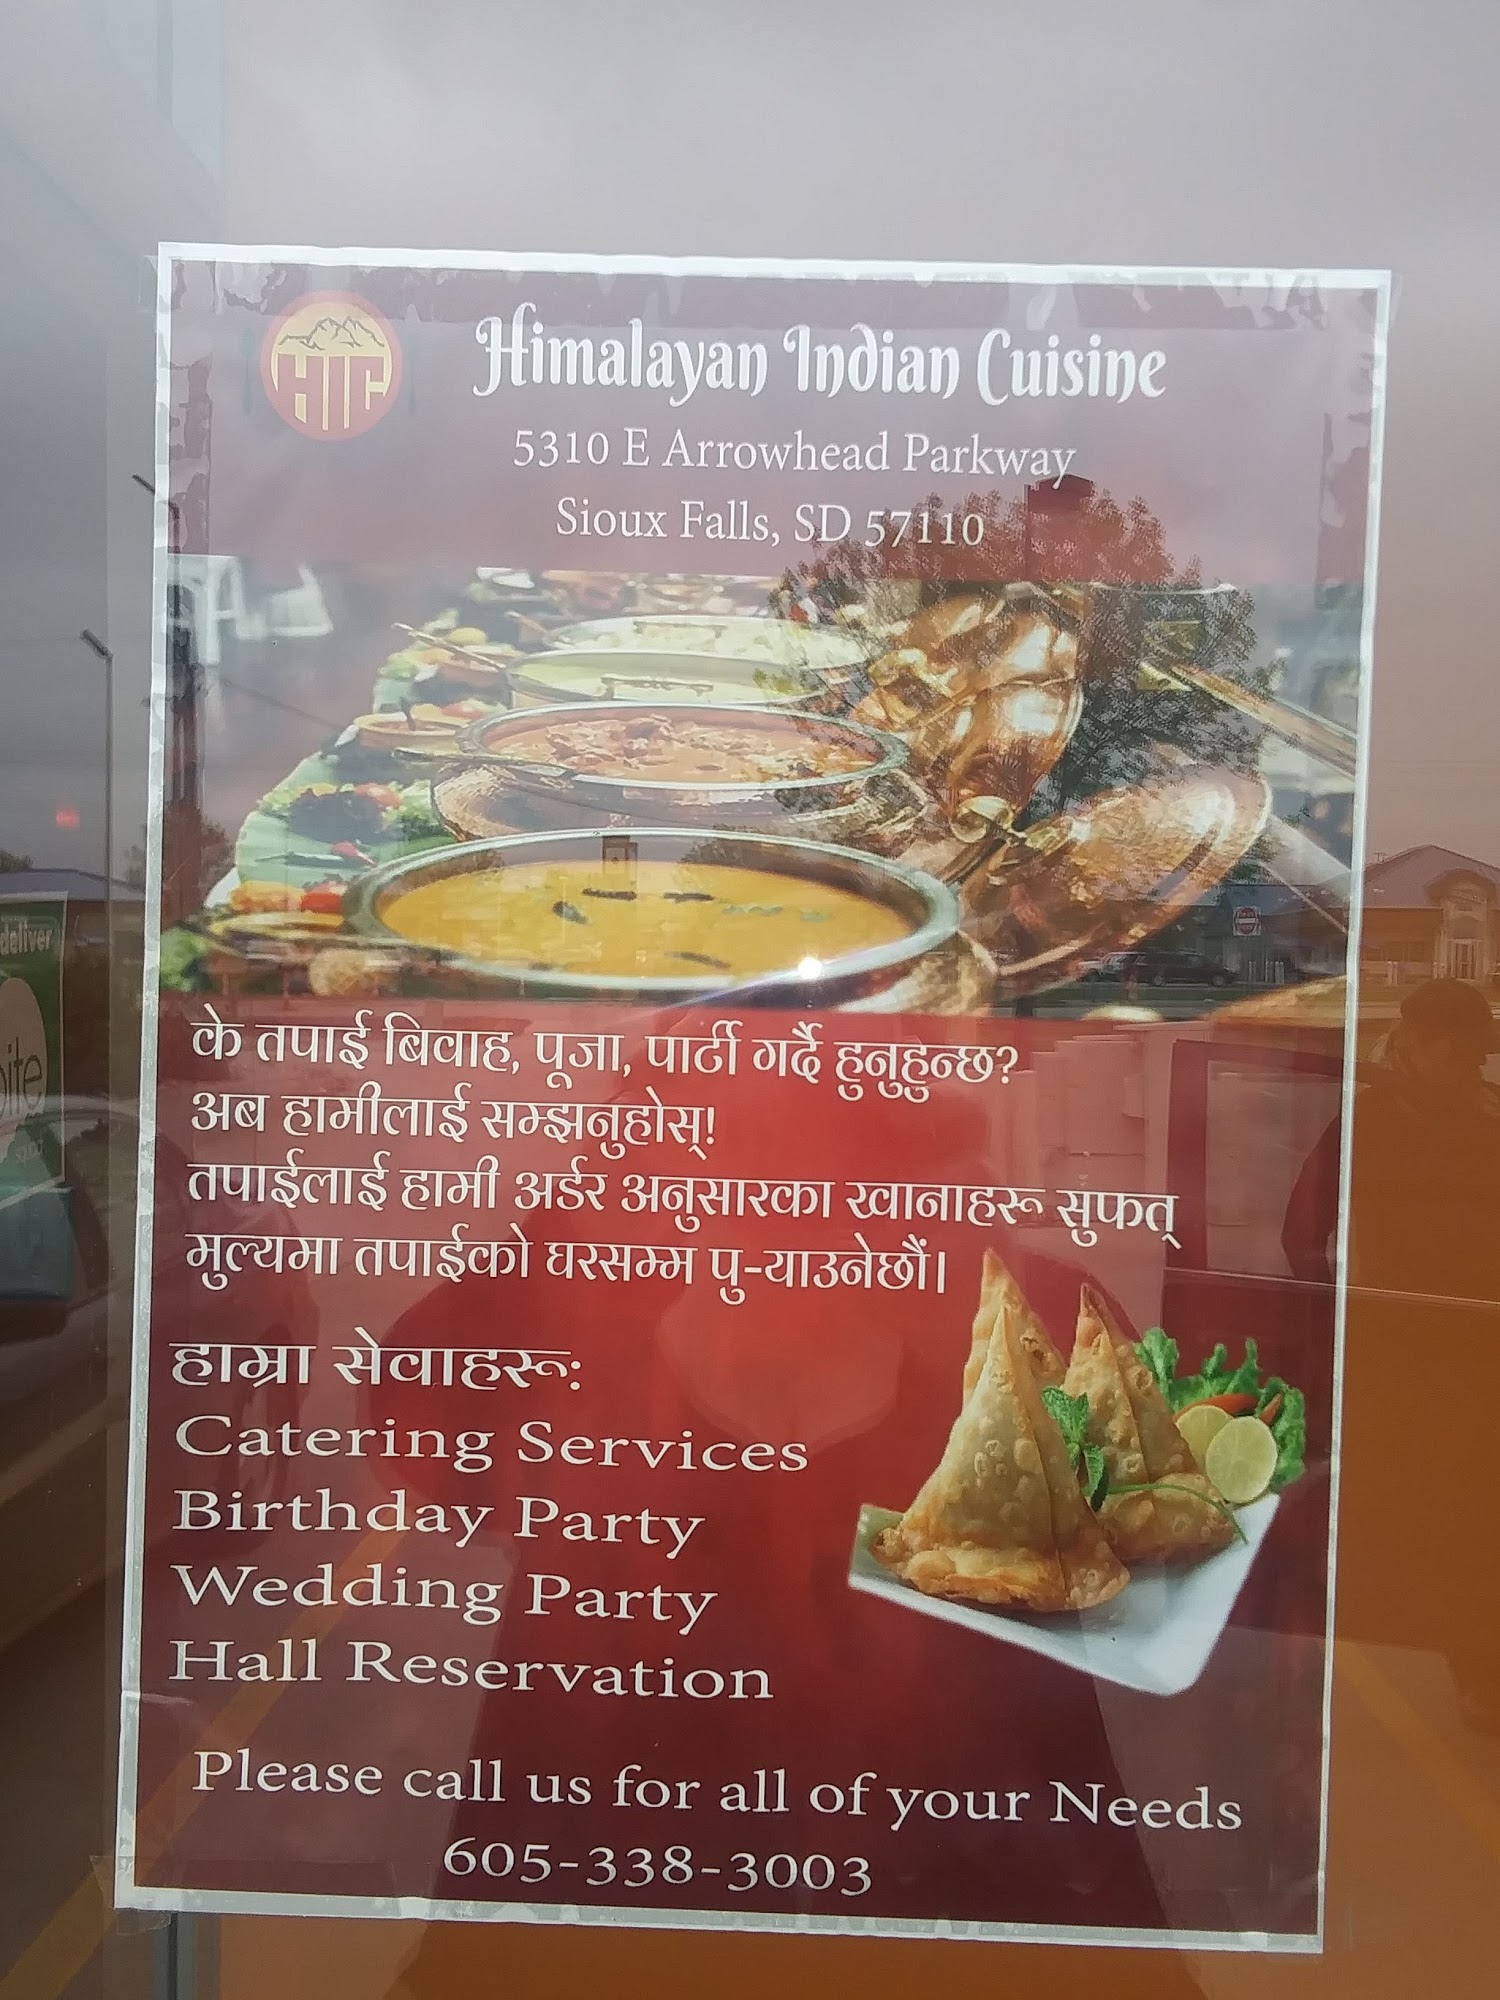 HIC
Himalayan Indian Cuisine
5310 E Arrowhead Parkway
Sioux Falls, SD 57110
के तपाई बिवाह, पूजा, पार्टी गर्दै हुनुहुन्छ?
अब हामीलाई सम्झनुहोस्!
तपाईलाई हामी अर्डर अनुसारका खानाहरू सुफत्
मुल्यमा तपाईको घरसम्म पु-याउनेछौं।
हाम्रा सेवाहरू:
Catering Services
Birthday Party
Wedding Party
Hall Reservation
Please call us for all of your Needs
605-338-3003
deliver